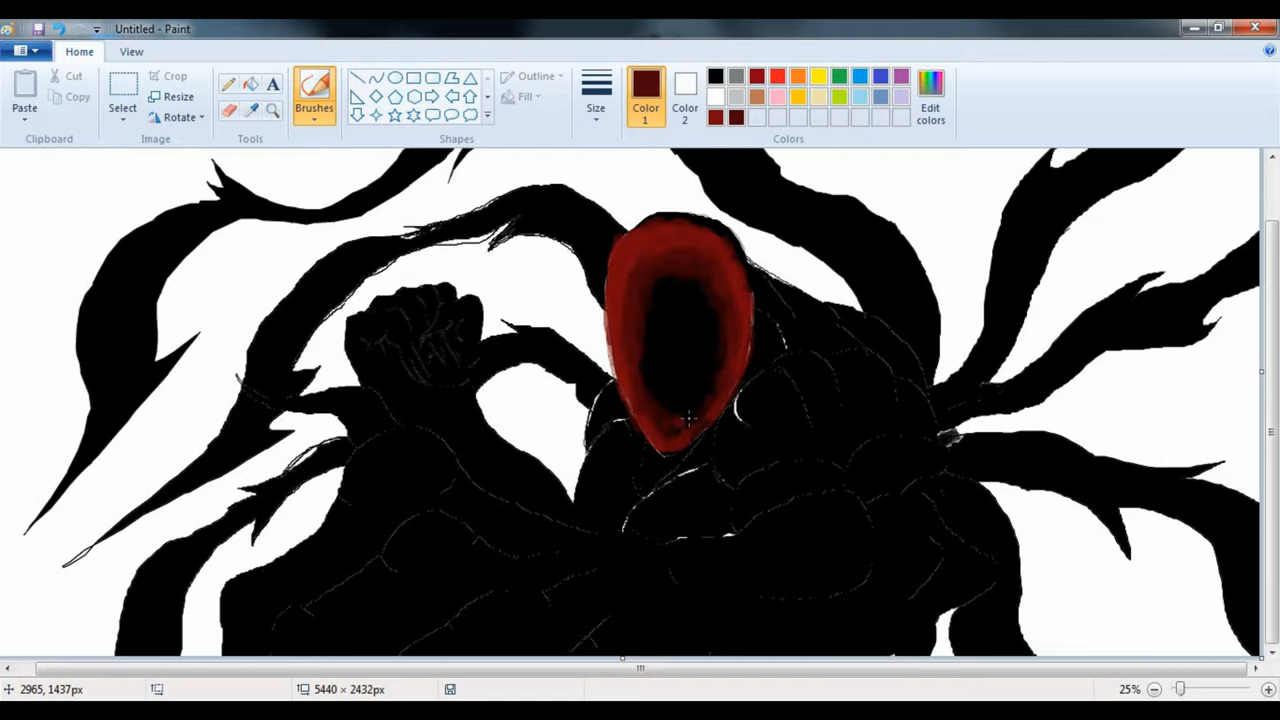 Untitled - Paint
Home View
Paste
Cut
Copy
Clipboard
Select
Crop
Resize
Rotate
Image
A
Tools
Brushes
Outline
Fill
Shapes
Size
Color 1
Color 2
Edit colors
Colors
2965, 1437px
5440 × 2432px
25%